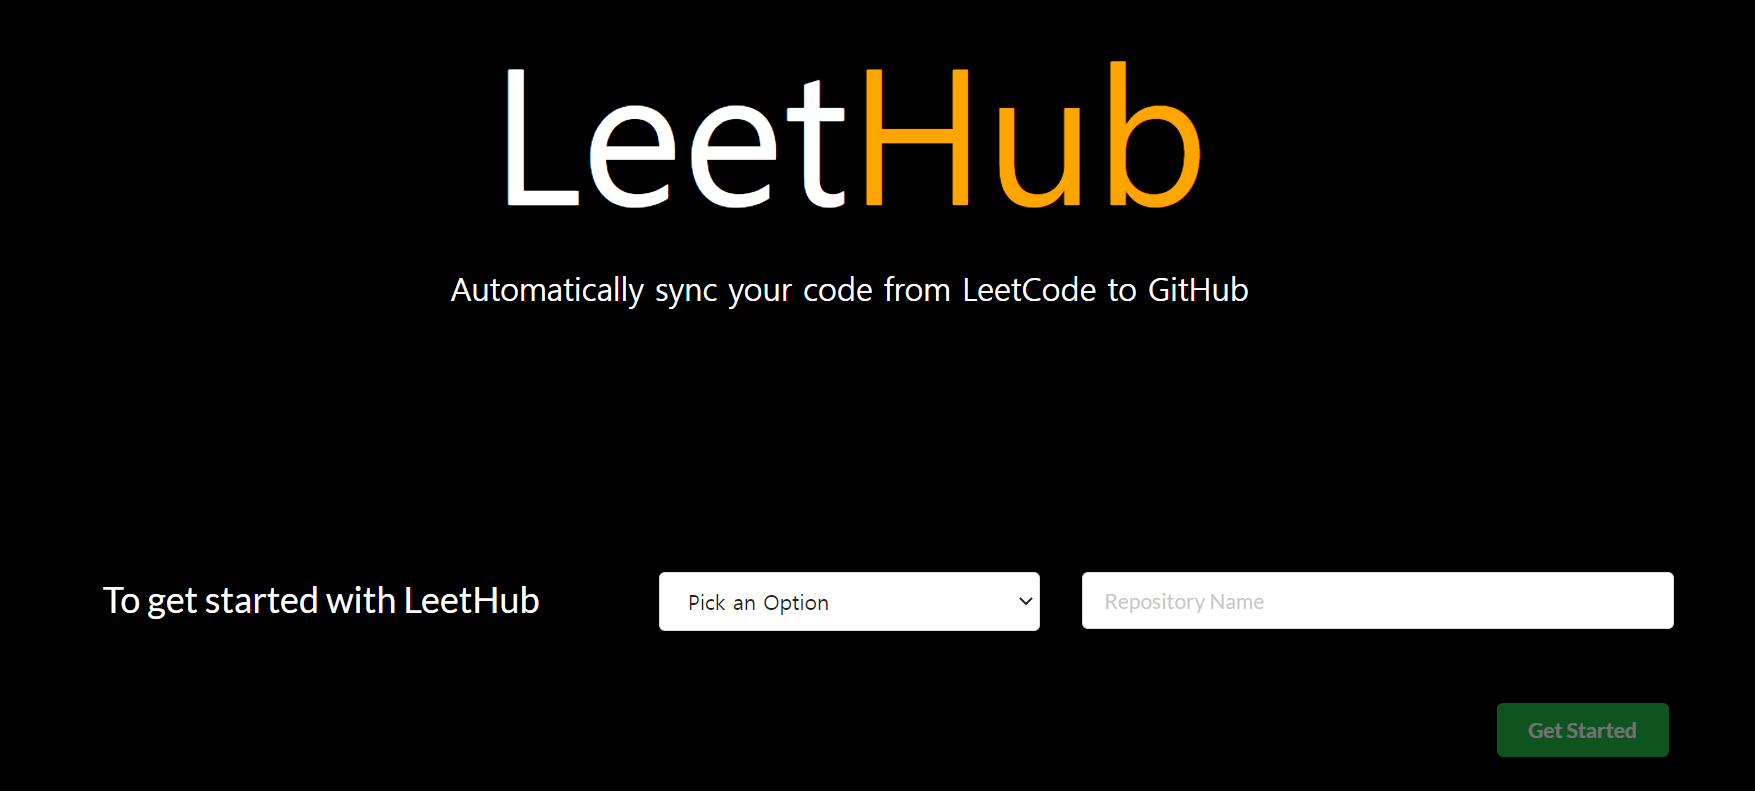 LeetHub
Automatically sync your code from LeetCode to GitHub
To get started with LeetHub
Pick an Option
Repository Name
Get Started